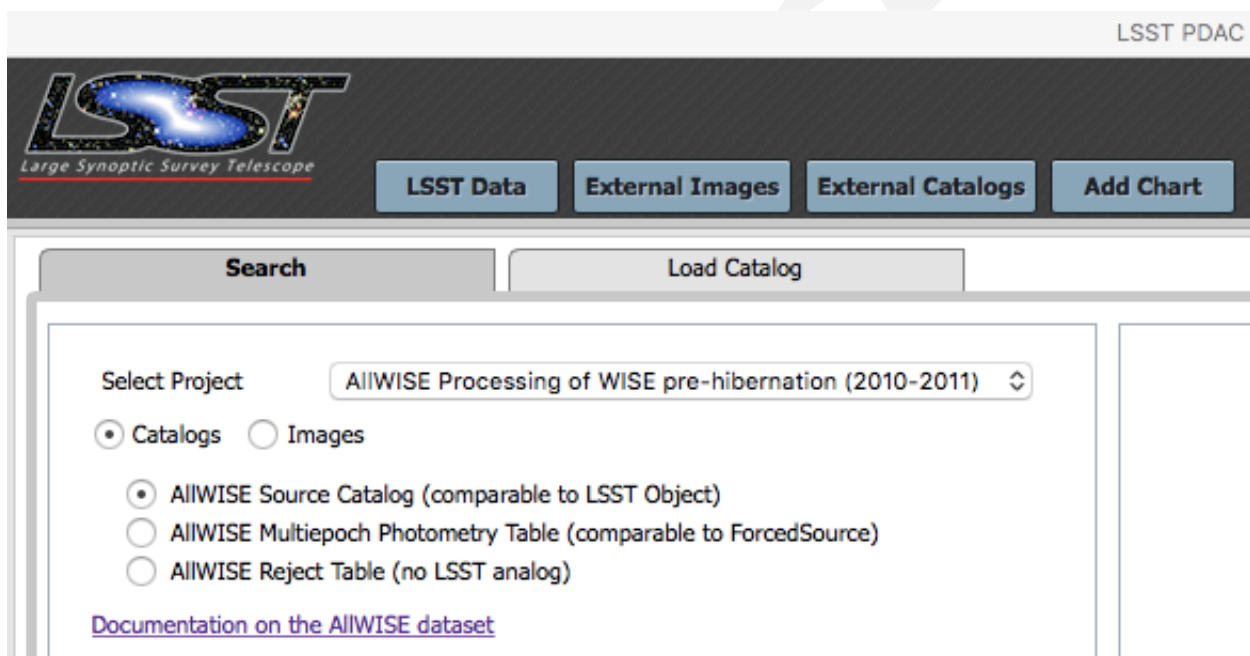 LSST PDAC
LSST
Large Synoptic Survey Telescope
LSST Data External Images External Catalogs Add Chart
Search Load Catalog
Select Project AllWISE Processing of WISE pre-hibernation (2010-2011)
Catalogs Images
AllWISE Source Catalog (comparable to LSST Object)
AllWISE Multiepoch Photometry Table (comparable to ForcedSource)
AllWISE Reject Table (no LSST analog)
Documentation on the AllWISE dataset